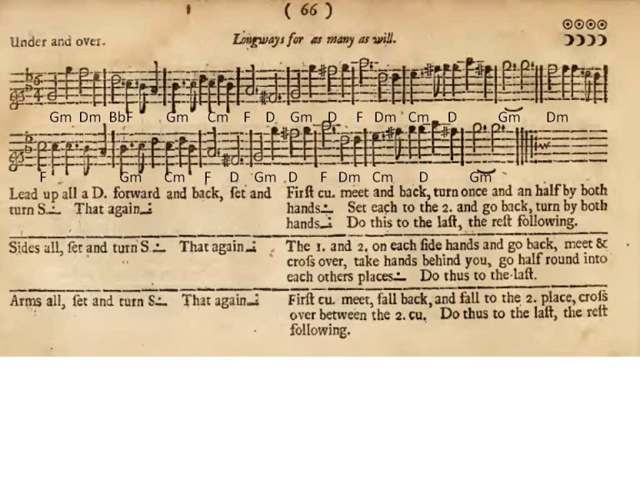 ( 66 )
Under and over.
Longways for as many as will.
Gm Dm BbF Gm Cm F D Gm D F Dm Cm D Gm Dm
F Gm Cm F D Gm D F Dm Cm D Gm
Lead up all a D. forward and back, ſet and
turn S. That again
Firſt cu. meet and back, turn once and an half by both
hands Set each to the 2. and go back, turn by both
hands Do this to the laſt, the reſt following.
Sides all, ſet and turn S. That again
The 1. and 2. on each ſide hands and go back, meet &
croſs over, take hands behind you, go half round into
each others places Do thus to the laſt.
Arms all, ſet and turn S. That again
Firſt cu. meet, fall back, and fall to the 2. place, croſs
over between the 2. cu. Do thus to the laſt, the reſt
following.